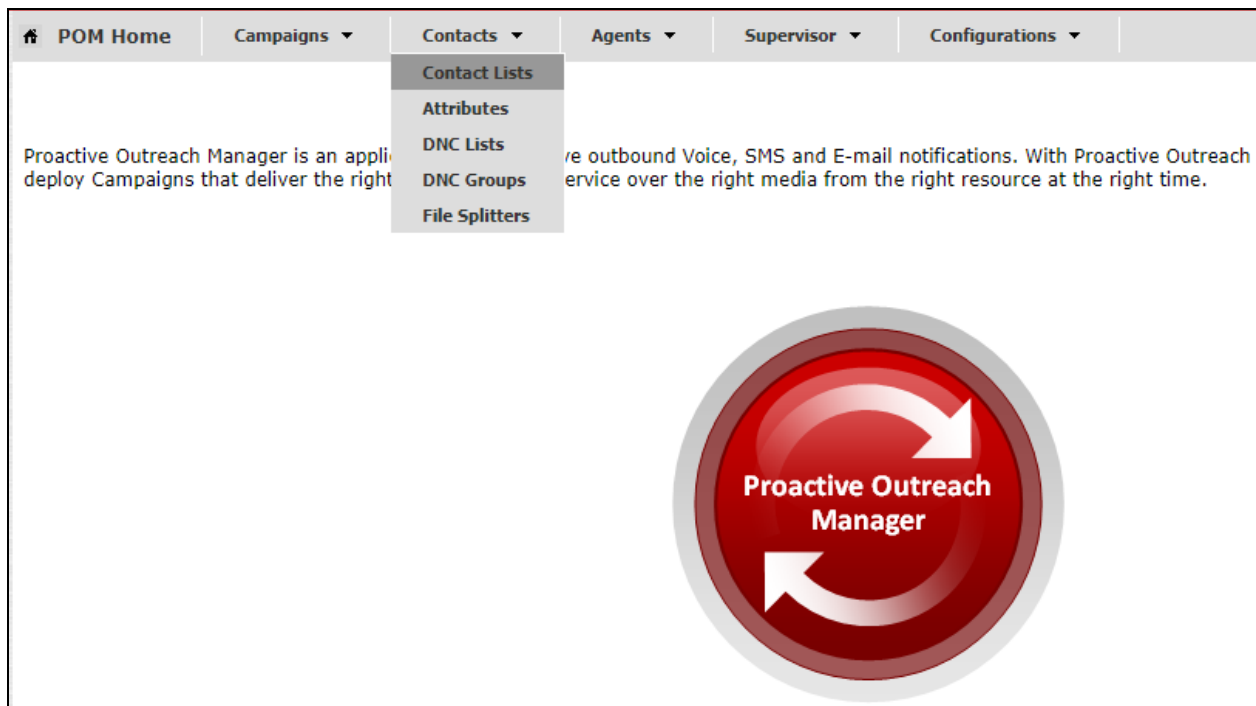 POM Home Campaigns Contacts Agents Supervisor Configurations
Contact Lists
Attributes
DNC Lists
DNC Groups
File Splitters
Proactive Outreach Manager is an appli ve outbound Voice, SMS and E-mail notifications. With Proactive Outreach
deploy Campaigns that deliver the right ervice over the right media from the right resource at the right time.
Proactive Outreach
Manager